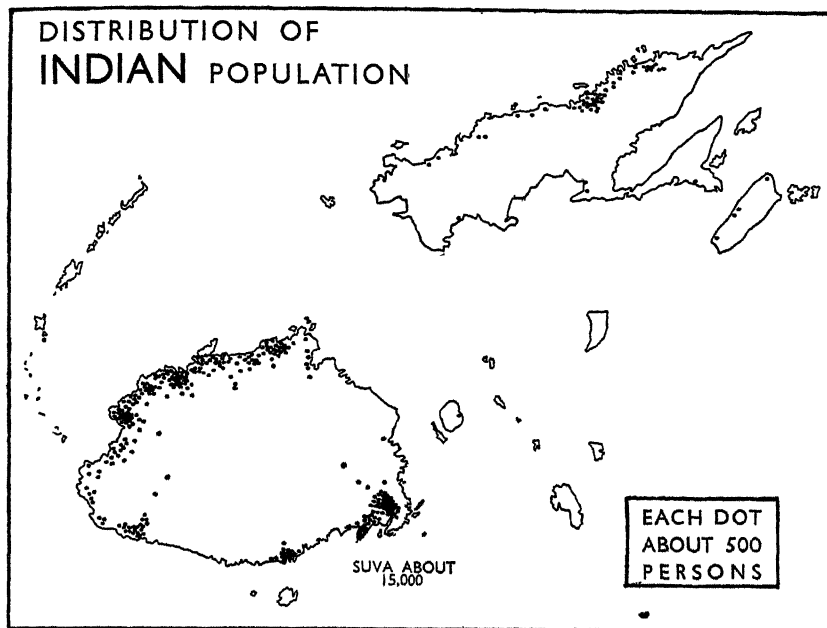 DISTRIBUTION OF
INDIAN POPULATION
SUVA ABOUT
15,000
EACH DOT
ABOUT 500
PERSONS